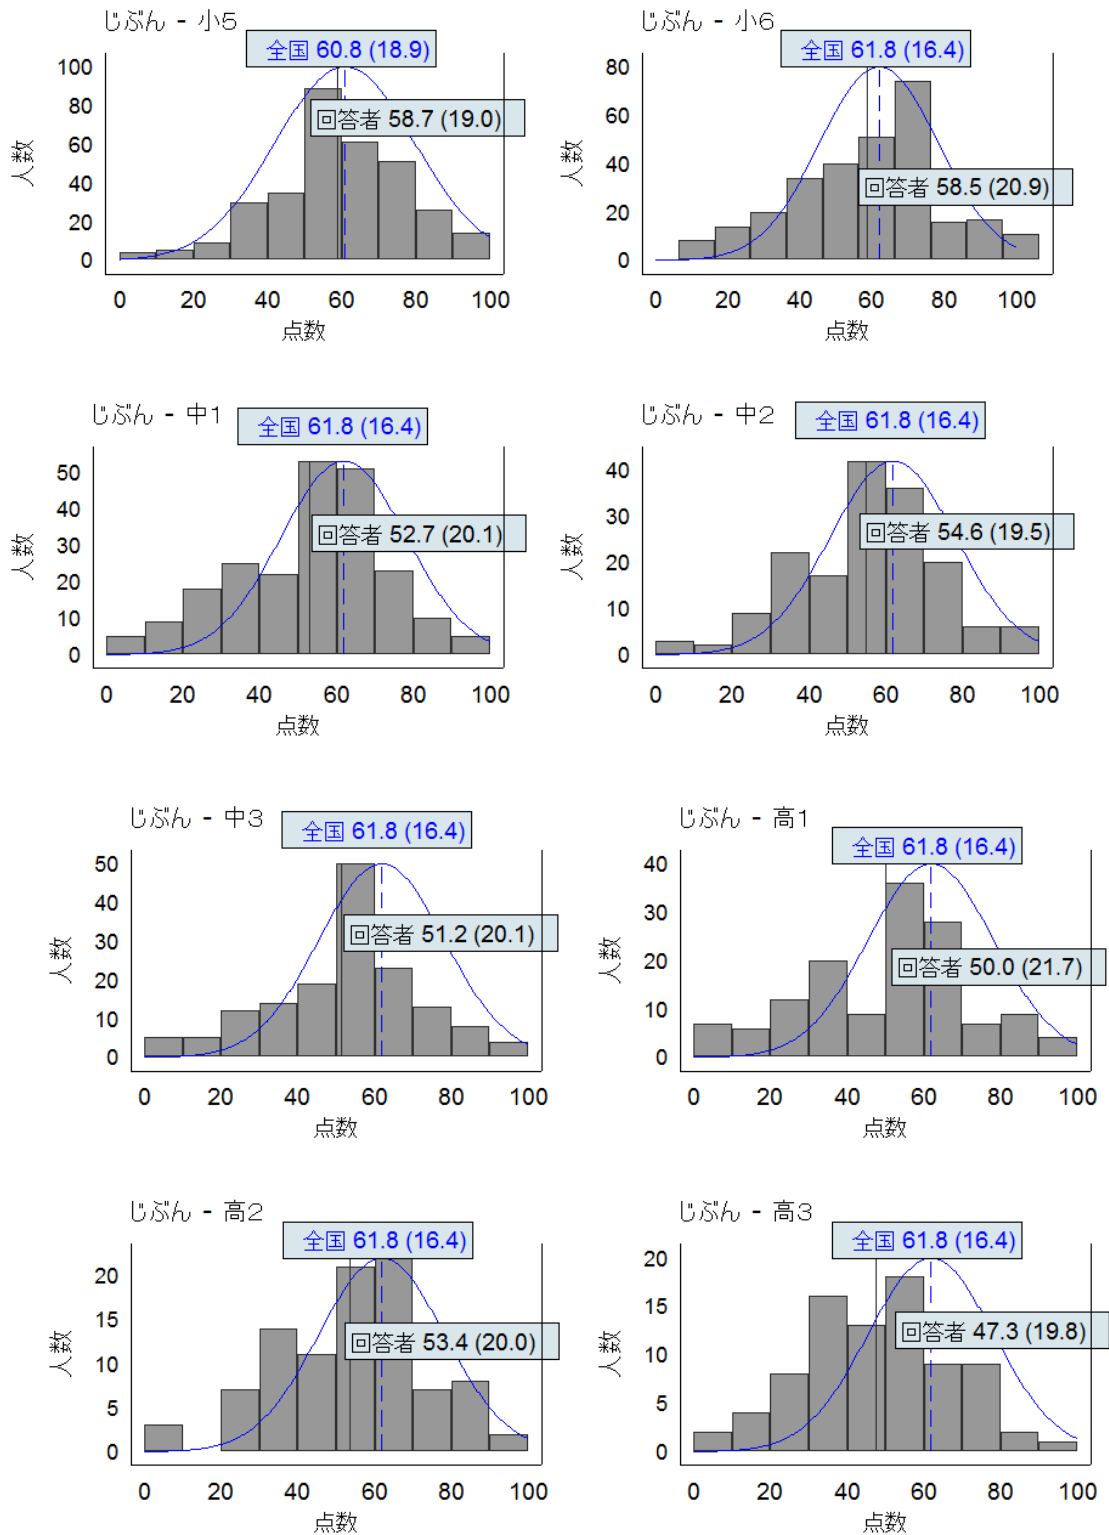 じぶん - 小5
全国 60.8 (18.9)
回答者 58.7 (19.0)
100
80
60
40
20
0
人数
0 20 40 60 80 100
点数
じぶん - 小6
全国 61.8 (16.4)
回答者 58.5 (20.9)
80
60
40
20
0
人数
0 20 40 60 80 100
点数
じぶん - 中1
全国 61.8 (16.4)
回答者 52.7 (20.1)
50
40
30
20
10
0
人数
0 20 40 60 80 100
点数
じぶん - 中2
全国 61.8 (16.4)
回答者 54.6 (19.5)
40
30
20
10
0
人数
0 20 40 60 80 100
点数
じぶん - 中3
全国 61.8 (16.4)
回答者 51.2 (20.1)
50
40
30
20
10
0
人数
0 20 40 60 80 100
点数
じぶん - 高1
全国 61.8 (16.4)
回答者 50.0 (21.7)
40
30
20
10
0
人数
0 20 40 60 80 100
点数
じぶん - 高2
全国 61.8 (16.4)
回答者 53.4 (20.0)
20
15
10
5
0
人数
0 20 40 60 80 100
点数
じぶん - 高3
全国 61.8 (16.4)
回答者 47.3 (19.8)
20
15
10
5
0
人数
0 20 40 60 80 100
点数